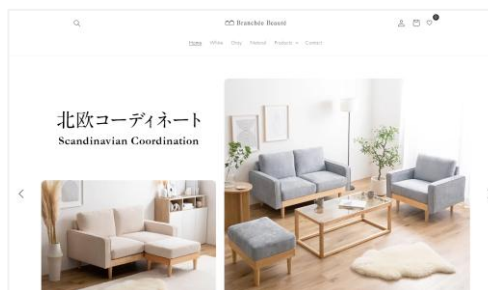 Branchée Beauté
Home White Gray Natural Products Contact
北欧コーディネート
Scandinavian Coordination